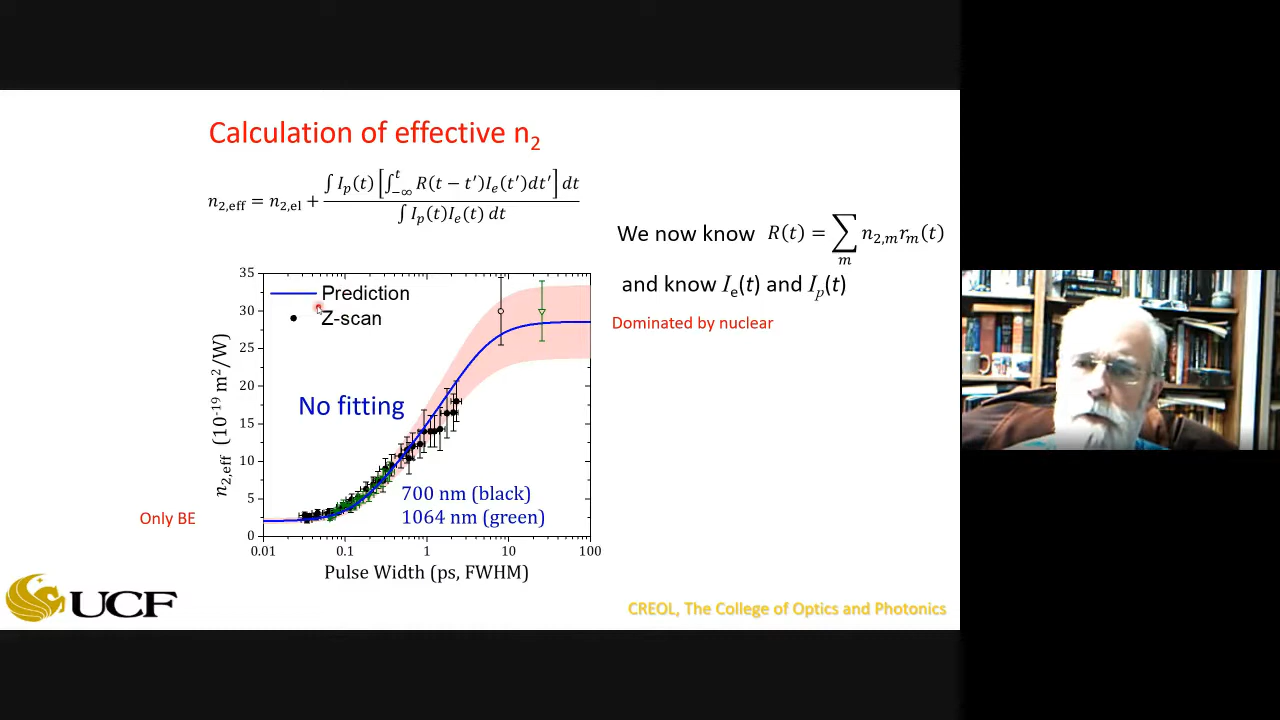 Calculation of effective n₂
n₂,eff = n₂,el + ∫ Iₚ(t) [∫₋∞ᵗ R(t − t′)Iₑ(t′)dt′] dt / ∫ Iₚ(t)Iₑ(t) dt
We now know R(t) = ∑ₘ n₂,ₘrₘ(t)
and know Iₑ(t) and Iₚ(t)
Dominated by nuclear
35
30
25
20
15
10
5
0
n₂,eff (10⁻¹⁹ m²/W)
Prediction
Z-scan
No fitting
700 nm (black)
1064 nm (green)
Only BE
0.01 0.1 1 10 100
Pulse Width (ps, FWHM)
UCF
CREOL, The College of Optics and Photonics